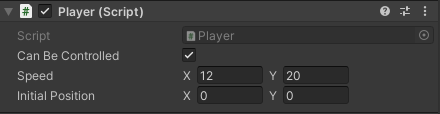 Player (Script)
Script Player
Can Be Controlled
Speed X 12 Y 20
Initial Position X 0 Y 0